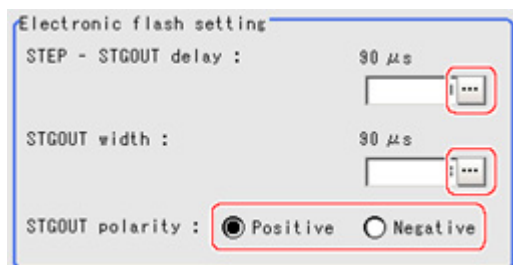 Electronic flash setting
STEP - STGOUT delay : 90 μs
...
STGOUT width : 90 μs
...
STGOUT polarity : Positive Negative